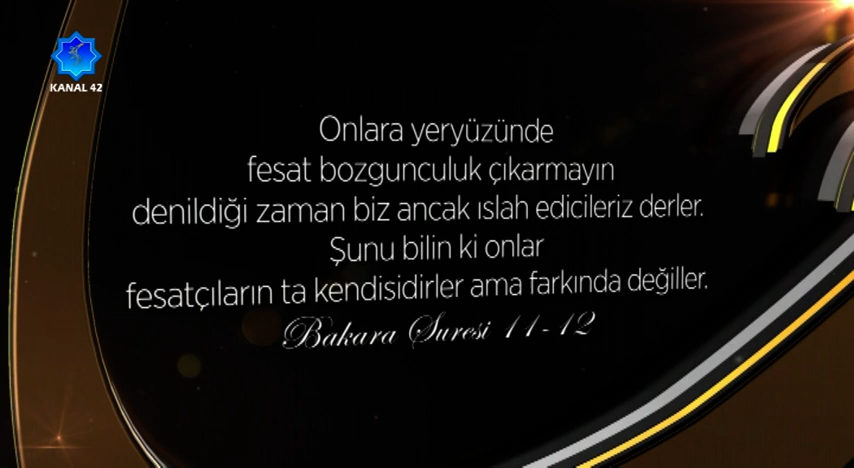 KANAL 42
Onlara yeryüzünde
fesat bozgunculuk çıkarmayın
denildiği zaman biz ancak ıslah edicileriz derler.
Şunu bilin ki onlar
fesatçıların ta kendisidirler ama farkında değiller.
Bakara Suresi 11-12